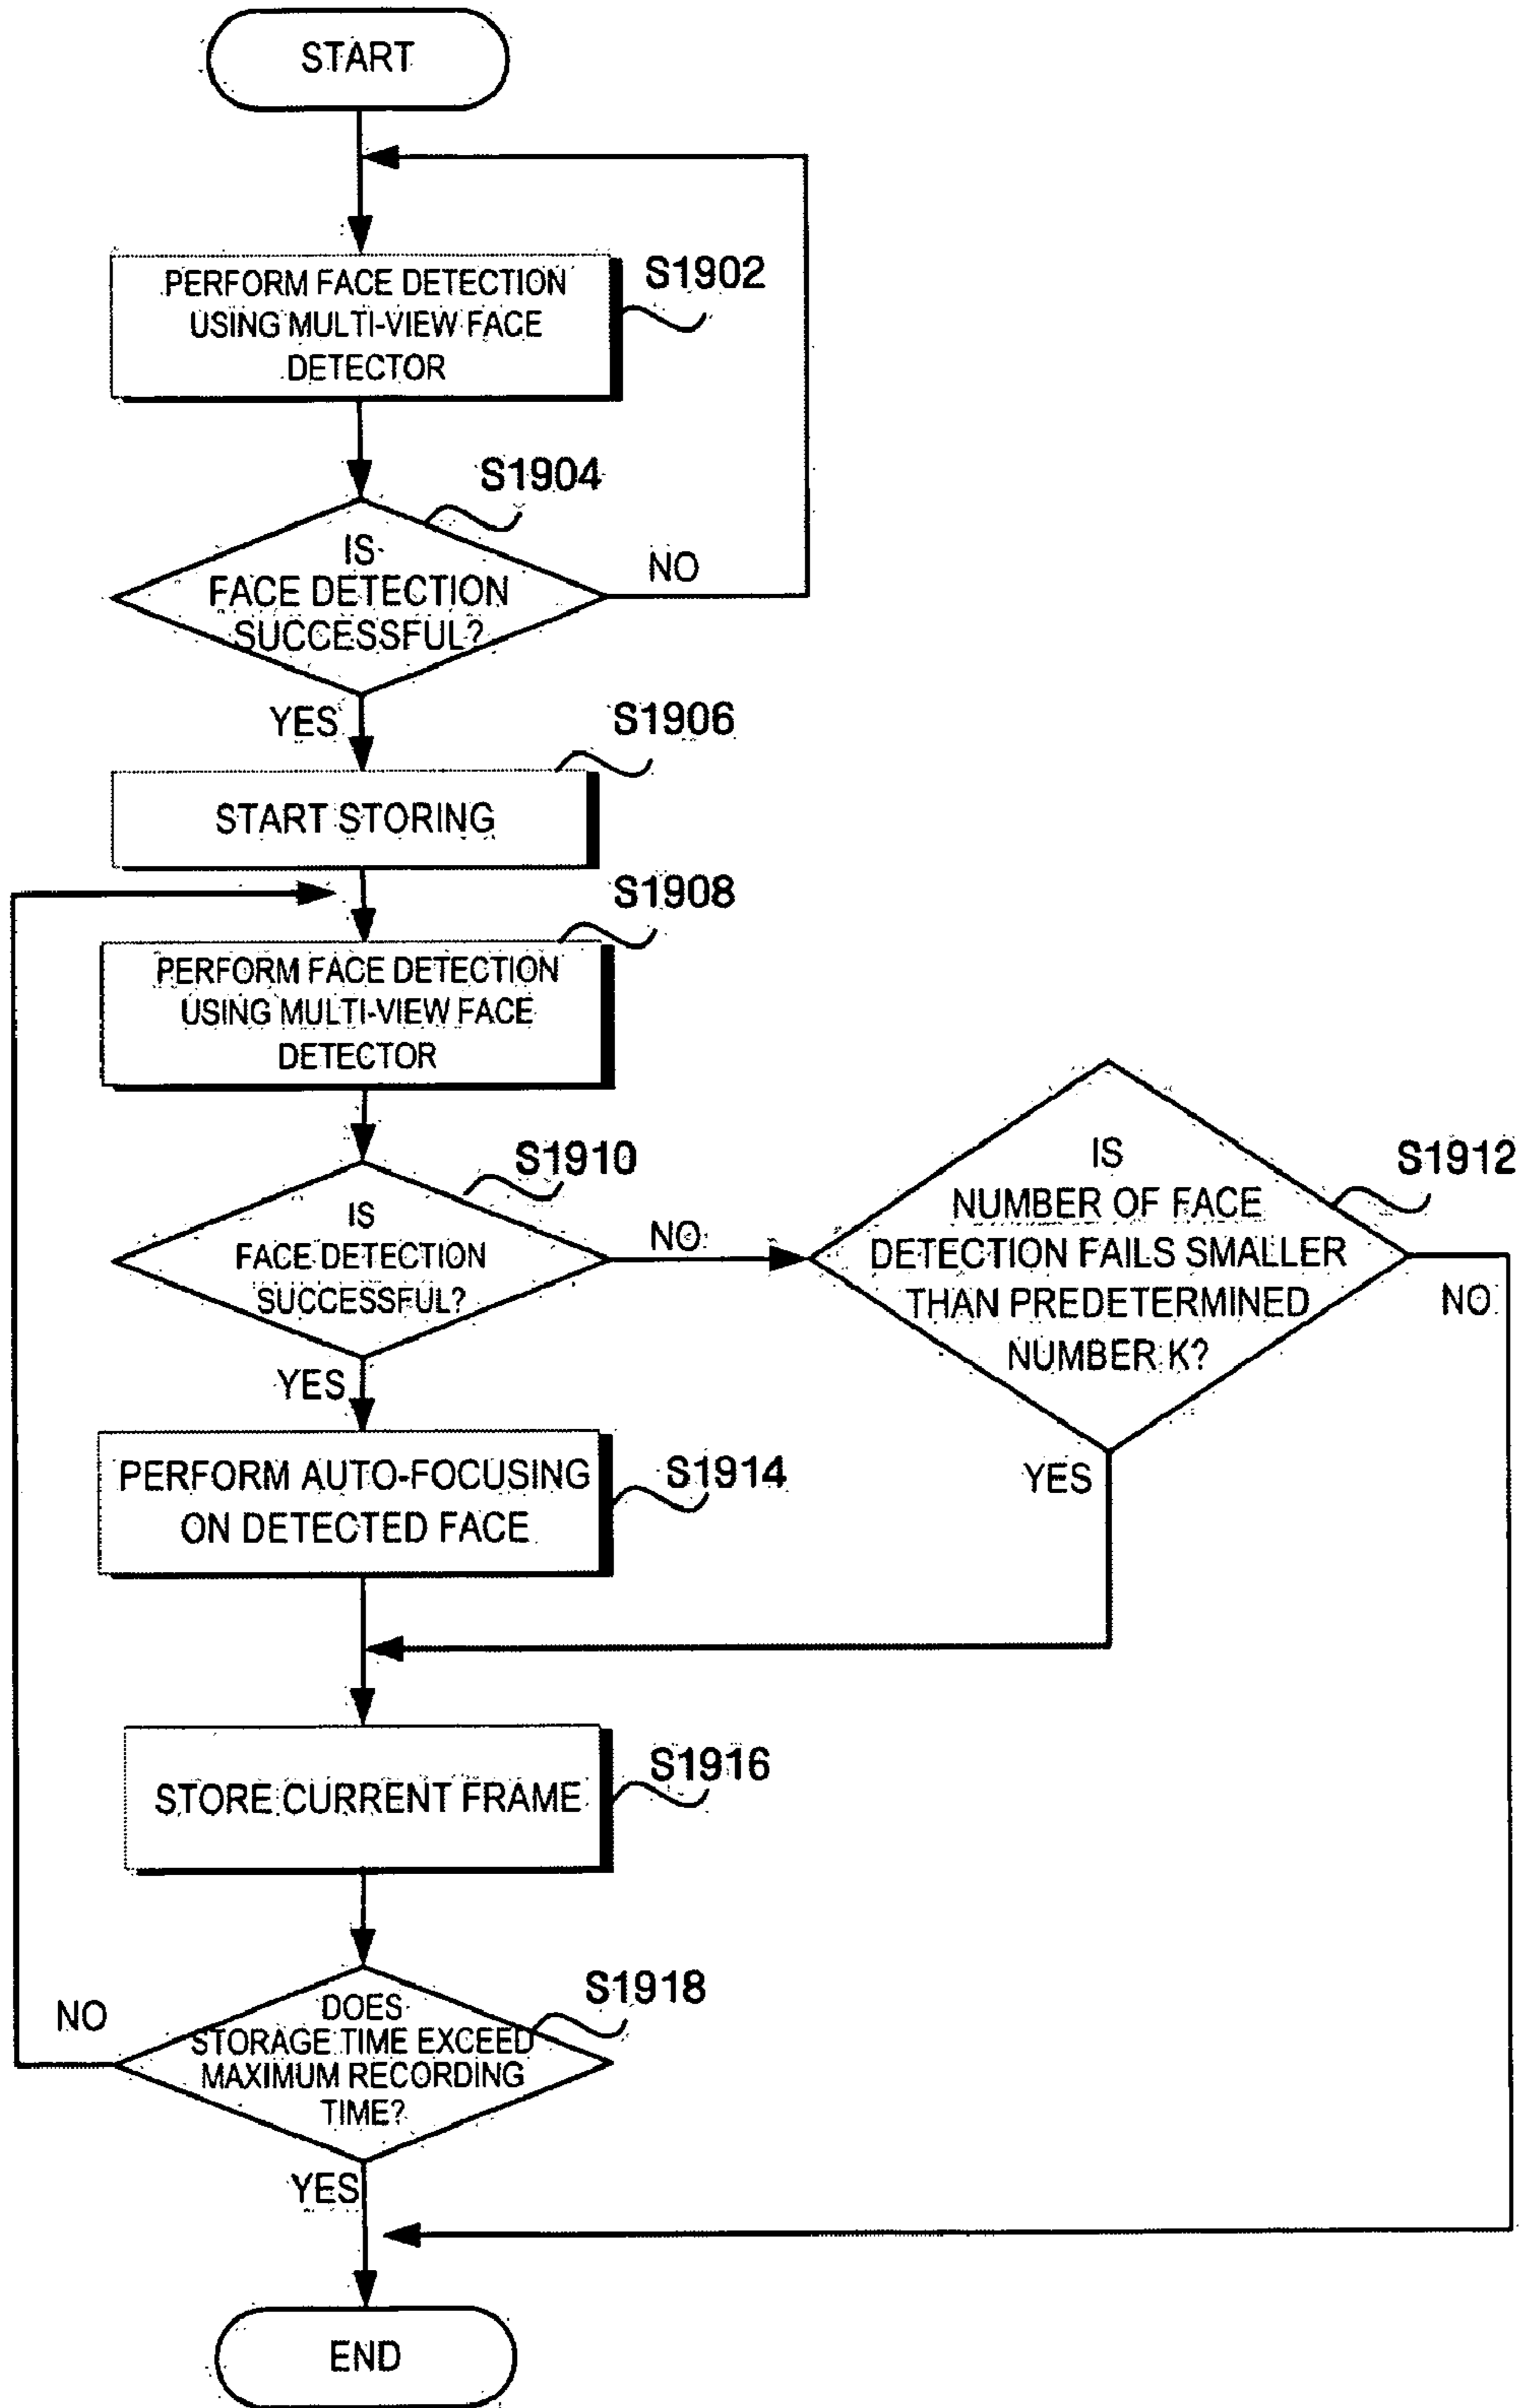 START
PERFORM FACE DETECTION
USING MULTI-VIEW FACE
DETECTOR
S1902
S1904
IS
FACE DETECTION
SUCCESSFUL?
NO
YES
S1906
START STORING
S1908
PERFORM FACE DETECTION
USING MULTI-VIEW FACE
DETECTOR
S1910
IS
FACE DETECTION
SUCCESSFUL?
NO
S1912
IS
NUMBER OF FACE
DETECTION FAILS SMALLER
THAN PREDETERMINED
NUMBER K?
NO
YES
YES
PERFORM AUTO-FOCUSING
ON DETECTED FACE
S1914
STORE CURRENT FRAME
S1916
S1918
DOES
STORAGE TIME EXCEED
MAXIMUM RECORDING
TIME?
NO
YES
END